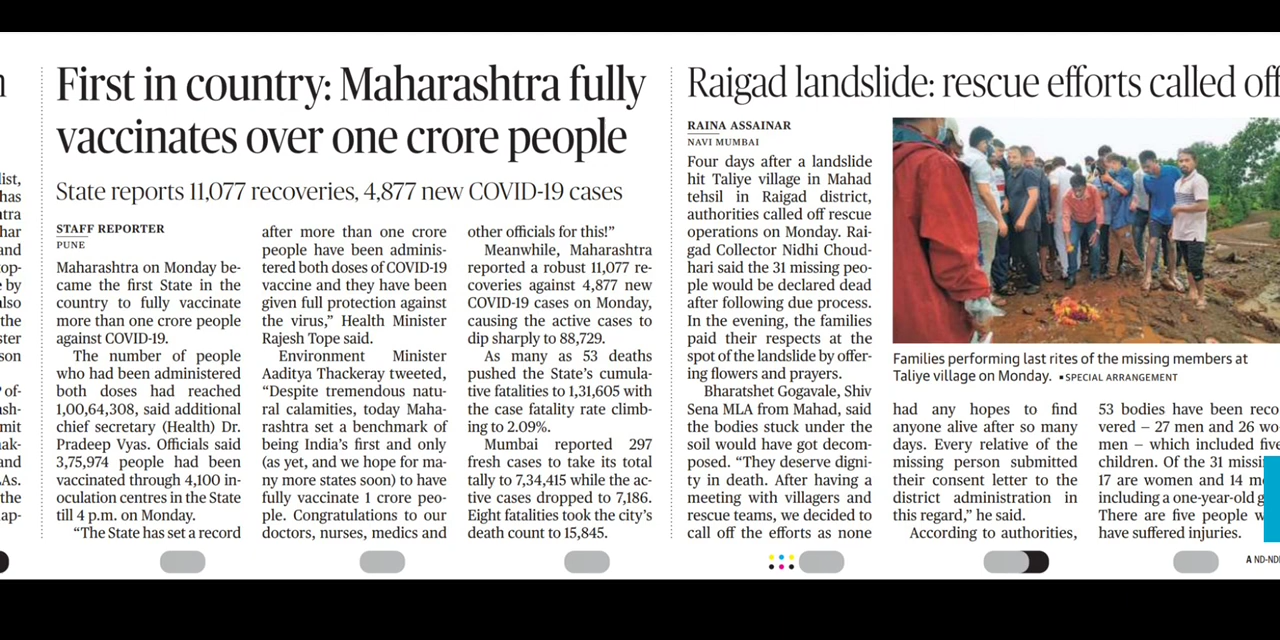 n
list,
has
tra
har
and
op-
e by
also
the
ster
son
of-
sh-
mit
ak-
and
As.
the
ap-
First in country: Maharashtra fully
vaccinates over one crore people
State reports 11,077 recoveries, 4,877 new COVID-19 cases
STAFF REPORTER
PUNE
Maharashtra on Monday be-
came the first State in the
country to fully vaccinate
more than one crore people
against COVID-19.
The number of people
who had been administered
both doses had reached
1,00,64,308, said additional
chief secretary (Health) Dr.
Pradeep Vyas. Officials said
3,75,974 people had been
vaccinated through 4,100 in-
oculation centres in the State
till 4 p.m. on Monday.
“The State has set a record
after more than one crore
people have been adminis-
tered both doses of COVID-19
vaccine and they have been
given full protection against
the virus,” Health Minister
Rajesh Tope said.
Environment Minister
Aaditya Thackeray tweeted,
“Despite tremendous natu-
ral calamities, today Maha-
rashtra set a benchmark of
being India’s first and only
(as yet, and we hope for ma-
ny more states soon) to have
fully vaccinate 1 crore peo-
ple. Congratulations to our
doctors, nurses, medics and
other officials for this!”
Meanwhile, Maharashtra
reported a robust 11,077 re-
coveries against 4,877 new
COVID-19 cases on Monday,
causing the active cases to
dip sharply to 88,729.
As many as 53 deaths
pushed the State’s cumula-
tive fatalities to 1,31,605 with
the case fatality rate climb-
ing to 2.09%.
Mumbai reported 297
fresh cases to take its total
tally to 7,34,415 while the ac-
tive cases dropped to 7,186.
Eight fatalities took the city’s
death count to 15,845.
Raigad landslide: rescue efforts called off
RAINA ASSAINAR
NAVI MUMBAI
Four days after a landslide
hit Taliye village in Mahad
tehsil in Raigad district,
authorities called off rescue
operations on Monday. Rai-
gad Collector Nidhi Choud-
hari said the 31 missing peo-
ple would be declared dead
after following due process.
In the evening, the families
paid their respects at the
spot of the landslide by offer-
ing flowers and prayers.
Bharatshet Gogavale, Shiv
Sena MLA from Mahad, said
the bodies stuck under the
soil would have got decom-
posed. “They deserve digni-
ty in death. After having a
meeting with villagers and
rescue teams, we decided to
call off the efforts as none
Families performing last rites of the missing members at
Taliye village on Monday. ▪SPECIAL ARRANGEMENT
had any hopes to find
anyone alive after so many
days. Every relative of the
missing person submitted
their consent letter to the
district administration in
this regard,” he said.
According to authorities,
53 bodies have been reco
vered – 27 men and 26 wo
men – which included five
children. Of the 31 missi
17 are women and 14 me
including a one-year-old g
There are five people w
have suffered injuries.
A ND-ND